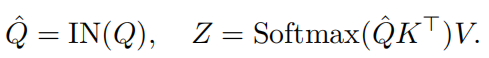 Q̂ = IN(Q), Z = Softmax(Q̂K⊤)V.